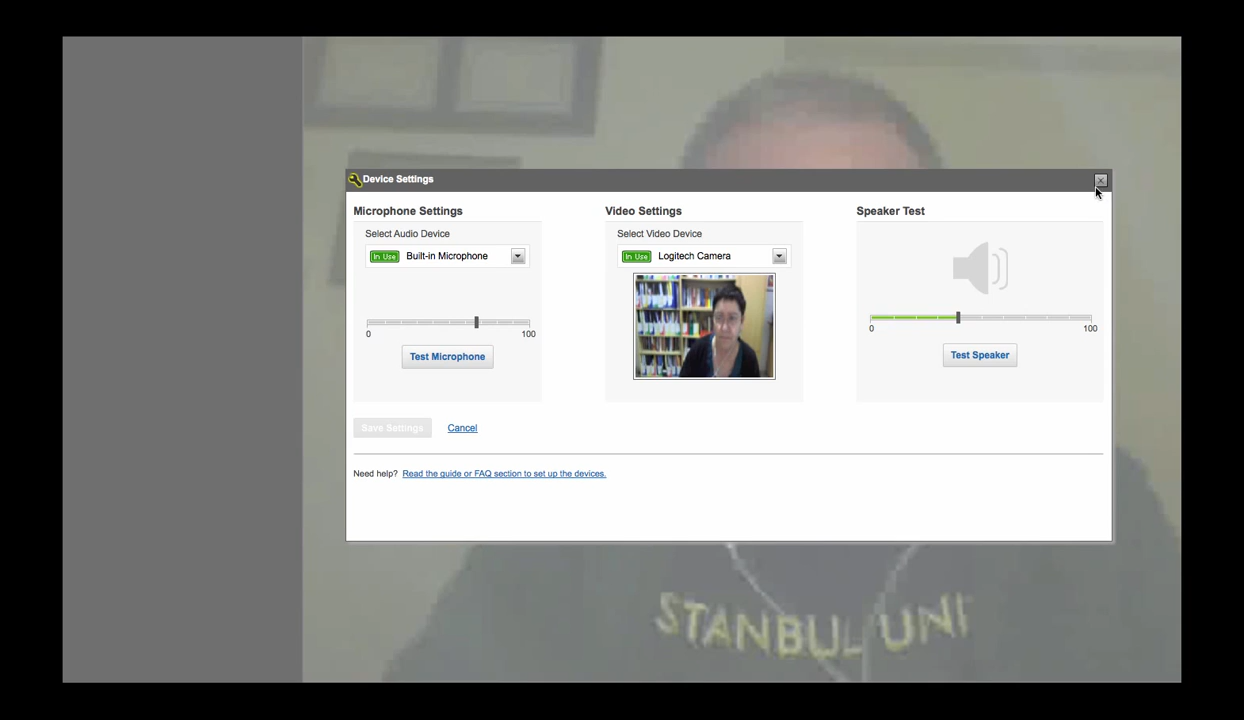 Device Settings
Microphone Settings
Select Audio Device
In Use Built-in Microphone
0 100
Test Microphone
Video Settings
Select Video Device
In Use Logitech Camera
Speaker Test
0 100
Test Speaker
Save Settings Cancel
Need help? Read the guide or FAQ section to set up the devices.
STANBUL UNI